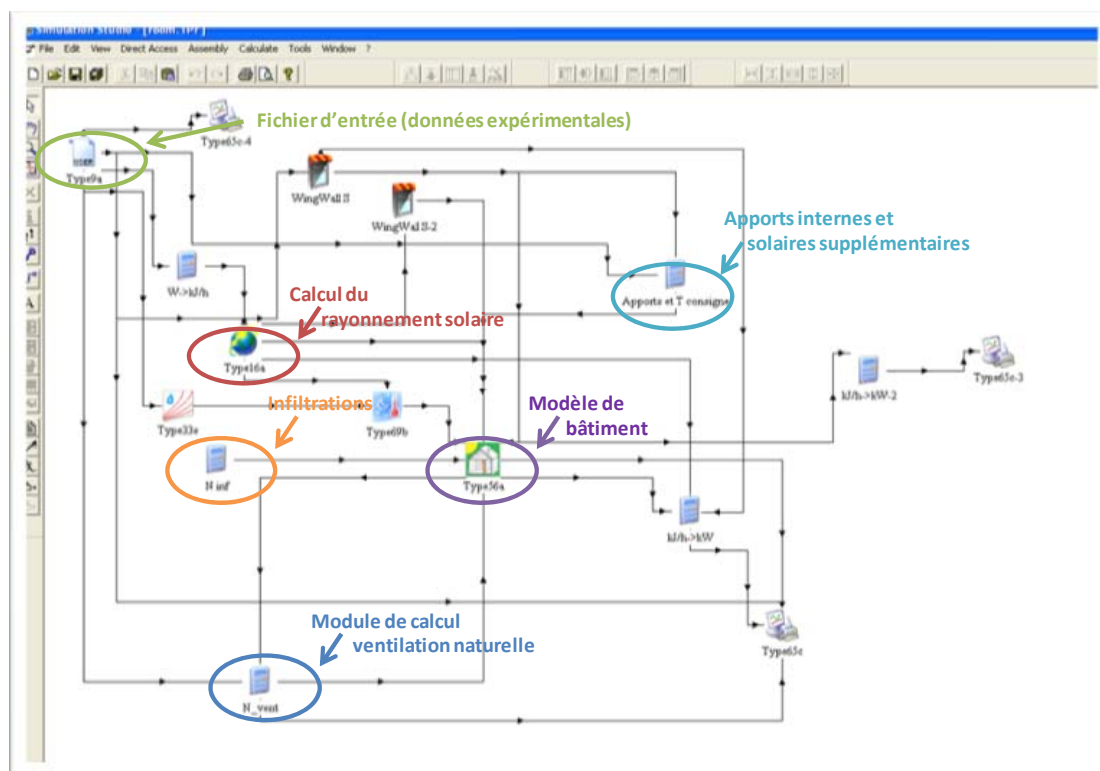 Simulation Studio - [room.TPF]
File Edit View Direct Access Assembly Calculate Tools Window ?
Type65c-4
Fichier d'entrée (données expérimentales)
Type9a
WingWall S
WingWall S-2
Apports internes et
solaires supplémentaires
W->kJ/h
Apports et T consigne
Calcul du
rayonnement solaire
Type16a
Type65c-3
kJ/h->kW-2
Infiltrations
Modèle de
bâtiment
Type33e
Type69b
N inf
Type56a
kJ/h->kW
Module de calcul
ventilation naturelle
Type65c
N_vent